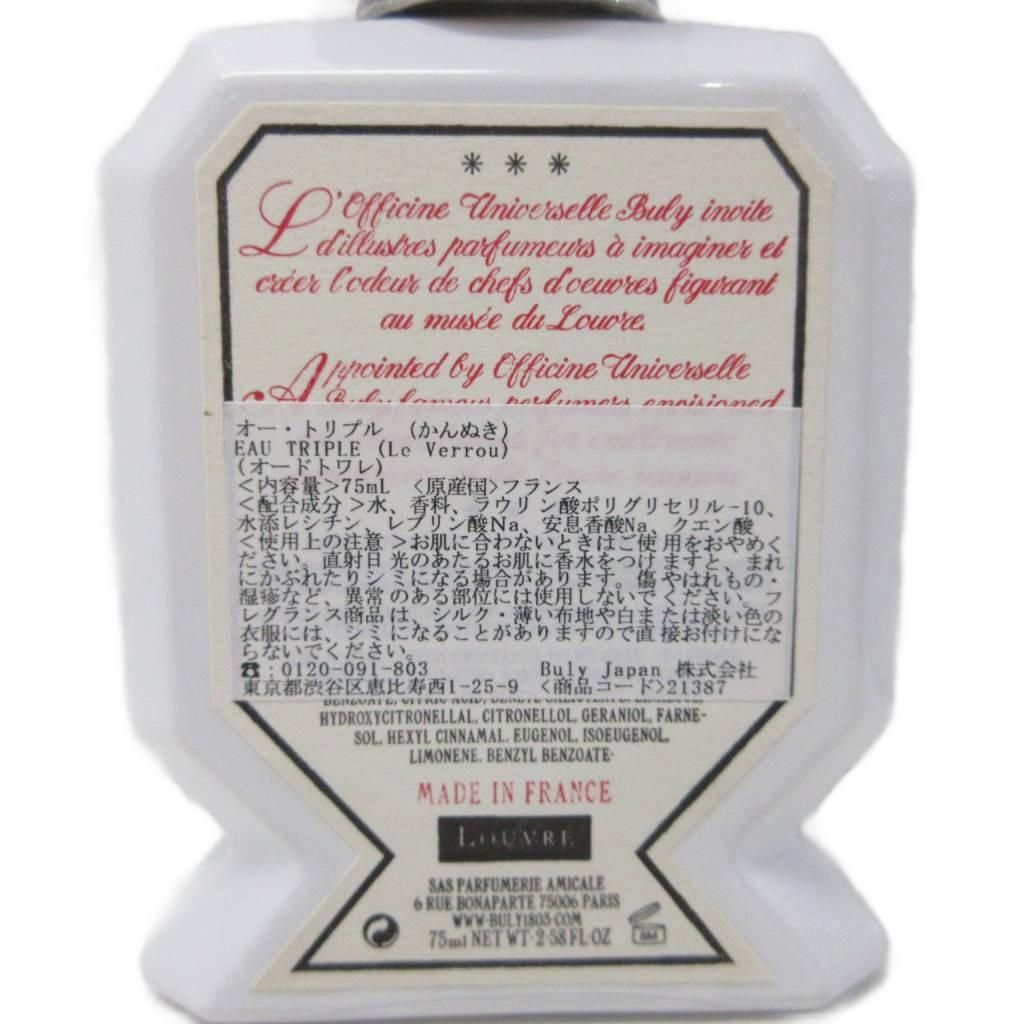 L'Officine Universelle Buly invite
d'illustres parfumeurs à imaginer et
créer l'odeur de chefs d'oeuvres figurant
au musée du Louvre.
Appointed by Officine Universelle
Buly famous perfumers envisioned
オー・トリプル (かんぬき)
EAU TRIPLE (Le Verrou)
(オードトワレ)
<内容量>75mL <原産国>フランス
<配合成分>水、香料、ラウリン酸ポリグリセリル-10、
水添レシチン、レブリン酸Na、安息香酸Na、クエン酸
<使用上の注意>お肌に合わないときはご使用をおやめく
ださい。直射日光のあたるお肌に香水をつけますと、まれ
にかぶれたりシミになる場合があります。傷やはれもの・
湿疹など、異常のある部位には使用しないでください。フ
レグランス商品は、シルク・薄い布地や白または淡い色の
衣服には、シミになることがありますので直接お付けにな
らないでください。
☎:0120-091-803 Buly Japan 株式会社
東京都渋谷区恵比寿西1-25-9 <商品コード>21387
HYDROXYCITRONELLAL, CITRONELLOL, GERANIOL, FARNE-
SOL, HEXYL CINNAMAL, EUGENOL, ISOEUGENOL,
LIMONENE, BENZYL BENZOATE·
MADE IN FRANCE
LOUVRE
SAS PARFUMERIE AMICALE
6 RUE BONAPARTE 75006 PARIS
WWW·BULY1803·COM
75ml NET WT·2·58 FL·OZ